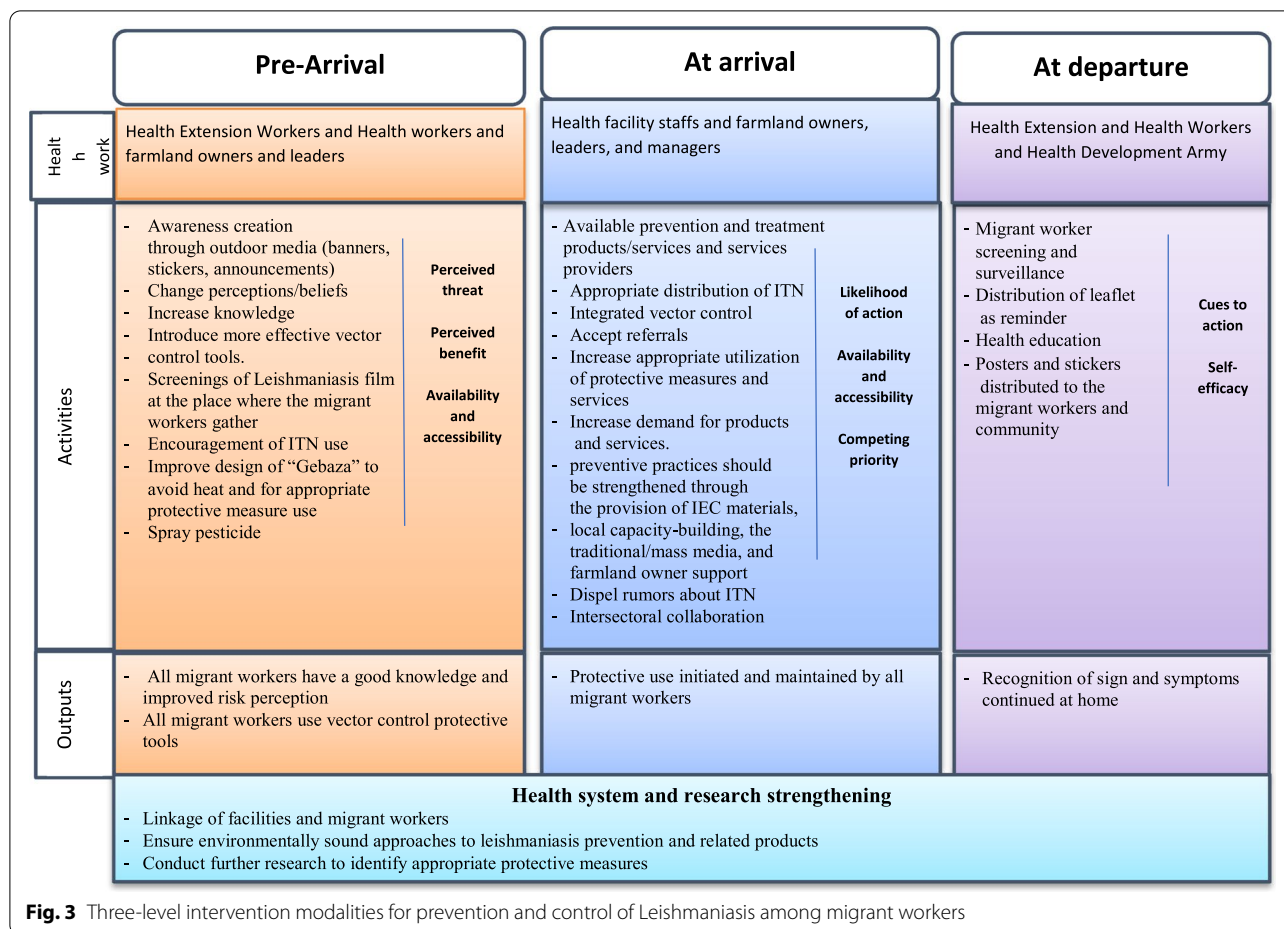 Pre-Arrival
At arrival
At departure
Healt
h
work
Health Extension Workers and Health workers and
farmland owners and leaders
Health facility staffs and farmland owners,
leaders, and managers
Health Extension and Health Workers
and Health Development Army
Activities
- Awareness creation
through outdoor media (banners,
stickers, announcements)
- Change perceptions/beliefs
- Increase knowledge
- Introduce more effective vector
- control tools.
- Screenings of Leishmaniasis film
at the place where the migrant
workers gather
- Encouragement of ITN use
- Improve design of “Gebaza” to
avoid heat and for appropriate
protective measure use
- Spray pesticide
Perceived
threat
Perceived
benefit
Availability
and
accessibility
- Available prevention and treatment
products/services and services
providers
- Appropriate distribution of ITN
- Integrated vector control
- Accept referrals
- Increase appropriate utilization
of protective measures and
services
- Increase demand for products
and services.
- preventive practices should
be strengthened through
the provision of IEC materials,
- local capacity-building, the
traditional/mass media, and
farmland owner support
- Dispel rumors about ITN
- Intersectoral collaboration
Likelihood
of action
Availability
and
accessibility
Competing
priority
- Migrant worker
screening and
surveillance
- Distribution of leaflet
as reminder
- Health education
- Posters and stickers
distributed to the
migrant workers and
community
Cues to
action
Self-
efficacy
Outputs
- All migrant workers have a good knowledge and
improved risk perception
- All migrant workers use vector control protective
tools
- Protective use initiated and maintained by all
migrant workers
- Recognition of sign and symptoms
continued at home
Health system and research strengthening
- Linkage of facilities and migrant workers
- Ensure environmentally sound approaches to leishmaniasis prevention and related products
- Conduct further research to identify appropriate protective measures
Fig. 3 Three-level intervention modalities for prevention and control of Leishmaniasis among migrant workers